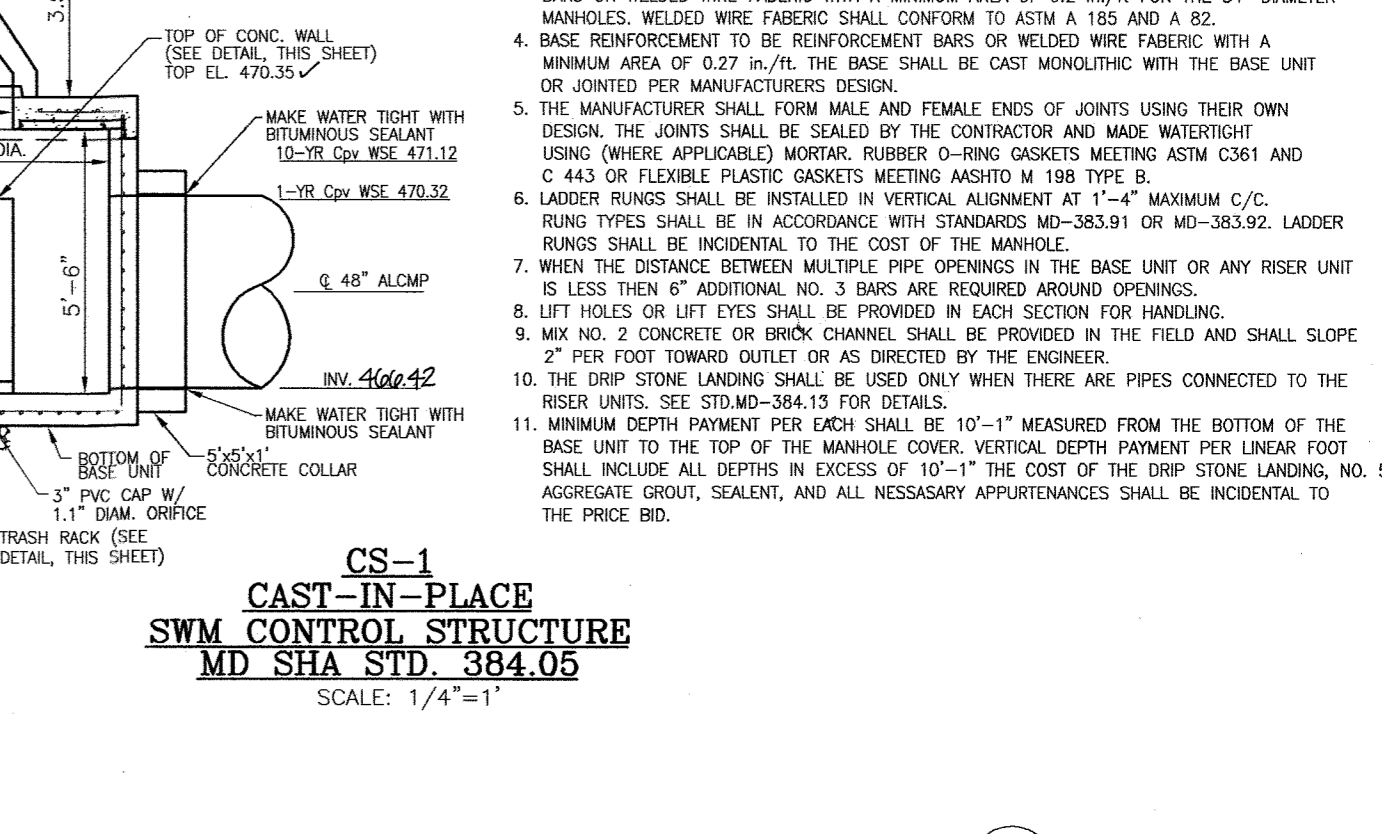 3.9
TOP OF CONC. WALL
(SEE DETAIL, THIS SHEET)
TOP EL. 470.35 ✓
MAKE WATER TIGHT WITH
BITUMINOUS SEALANT
10-YR Cpv WSE 471.12
DIA.
1-YR Cpv WSE 470.32
5'-6"
℄ 48" ALCMP
INV. 466.42
MAKE WATER TIGHT WITH
BITUMINOUS SEALANT
BOTTOM OF
BASE UNIT
5'x5'x1'
CONCRETE COLLAR
3" PVC CAP W/
1.1" DIAM. ORIFICE
TRASH RACK (SEE
DETAIL, THIS SHEET)
MANHOLES. WELDED WIRE FABERIC SHALL CONFORM TO ASTM A 185 AND A 82.
4. BASE REINFORCEMENT TO BE REINFORCEMENT BARS OR WELDED WIRE FABERIC WITH A
MINIMUM AREA OF 0.27 in./ft. THE BASE SHALL BE CAST MONOLITHIC WITH THE BASE UNIT
OR JOINTED PER MANUFACTURERS DESIGN.
5. THE MANUFACTURER SHALL FORM MALE AND FEMALE ENDS OF JOINTS USING THEIR OWN
DESIGN. THE JOINTS SHALL BE SEALED BY THE CONTRACTOR AND MADE WATERTIGHT
USING (WHERE APPLICABLE) MORTAR. RUBBER O-RING GASKETS MEETING ASTM C361 AND
C 443 OR FLEXIBLE PLASTIC GASKETS MEETING AASHTO M 198 TYPE B.
6. LADDER RUNGS SHALL BE INSTALLED IN VERTICAL ALIGNMENT AT 1'-4" MAXIMUM C/C.
RUNG TYPES SHALL BE IN ACCORDANCE WITH STANDARDS MD-383.91 OR MD-383.92. LADDER
RUNGS SHALL BE INCIDENTAL TO THE COST OF THE MANHOLE.
7. WHEN THE DISTANCE BETWEEN MULTIPLE PIPE OPENINGS IN THE BASE UNIT OR ANY RISER UNIT
IS LESS THEN 6" ADDITIONAL NO. 3 BARS ARE REQUIRED AROUND OPENINGS.
8. LIFT HOLES OR LIFT EYES SHALL BE PROVIDED IN EACH SECTION FOR HANDLING.
9. MIX NO. 2 CONCRETE OR BRICK CHANNEL SHALL BE PROVIDED IN THE FIELD AND SHALL SLOPE
2" PER FOOT TOWARD OUTLET OR AS DIRECTED BY THE ENGINEER.
10. THE DRIP STONE LANDING SHALL BE USED ONLY WHEN THERE ARE PIPES CONNECTED TO THE
RISER UNITS. SEE STD.MD-384.13 FOR DETAILS.
11. MINIMUM DEPTH PAYMENT PER EACH SHALL BE 10'-1" MEASURED FROM THE BOTTOM OF THE
BASE UNIT TO THE TOP OF THE MANHOLE COVER. VERTICAL DEPTH PAYMENT PER LINEAR FOOT
SHALL INCLUDE ALL DEPTHS IN EXCESS OF 10'-1" THE COST OF THE DRIP STONE LANDING, NO.
AGGREGATE GROUT, SEALENT, AND ALL NESSASARY APPURTENANCES SHALL BE INCIDENTAL TO
THE PRICE BID.
CS-1
CAST-IN-PLACE
SWM CONTROL STRUCTURE
MD SHA STD. 384.05
SCALE: 1/4"=1'